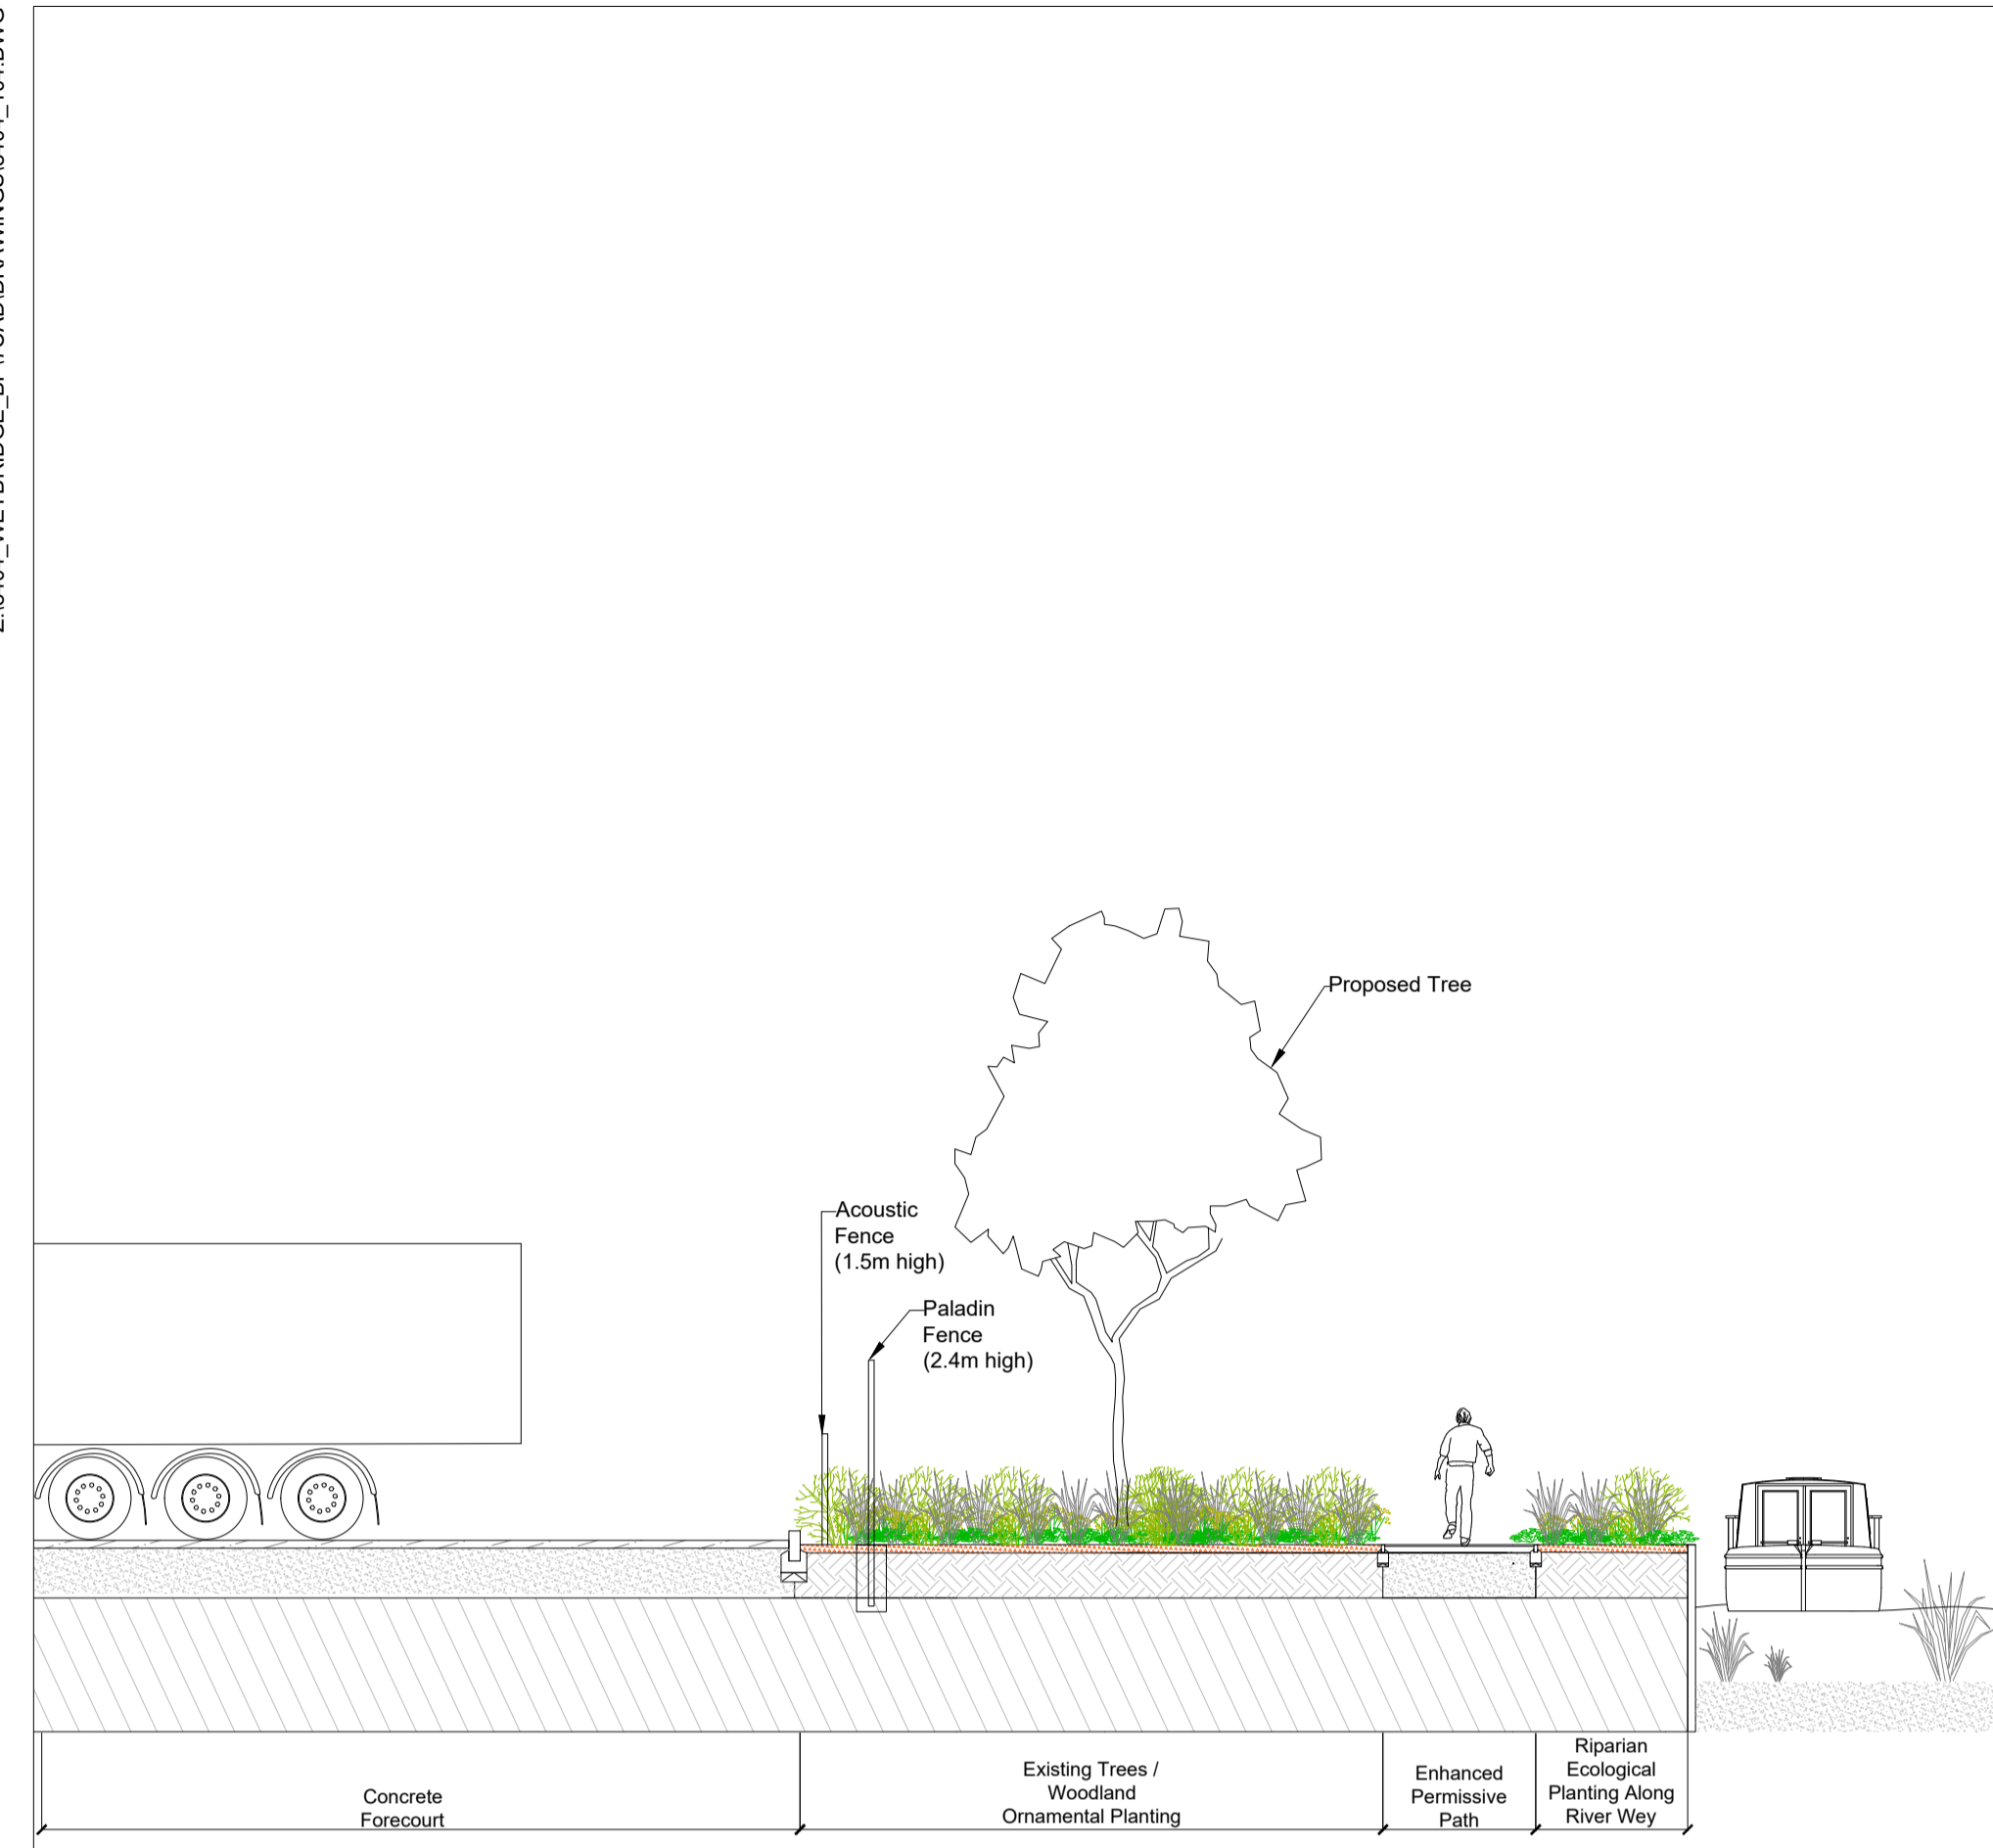 Proposed Tree
Acoustic
Fence
(1.5m high)
Paladin
Fence
(2.4m high)
Concrete
Forecourt
Existing Trees /
Woodland
Ornamental Planting
Enhanced
Permissive
Path
Riparian
Ecological
Planting Along
River Wey